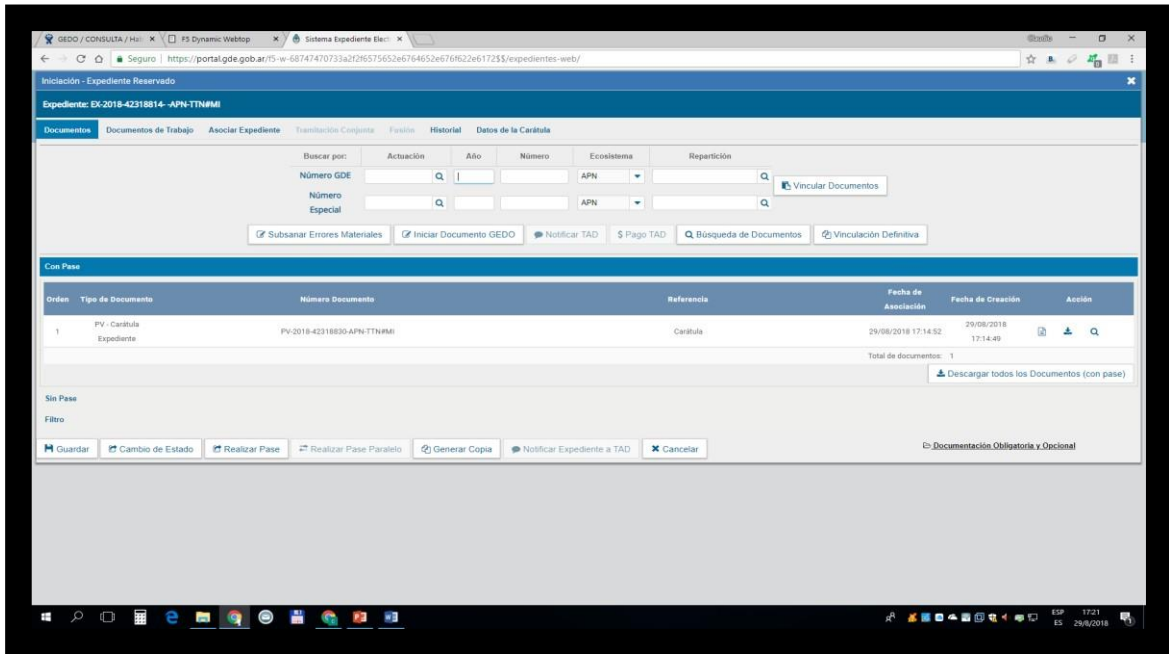 GEDO / CONSULTA / Hab
F5 Dynamic Webtop
Sistema Expediente Elect
Seguro | https://portal.gde.gob.ar/f5-w-68747470733a2f2f6575652e6764652e676f622e6172$$/expedientes-web/
Iniciación - Expediente Reservado
Expediente: EX-2018-42318814- -APN-TTN#MI
Documentos Documentos de Trabajo Asociar Expediente Tramitación Conjunta Fusión Historial Datos de la Carátula
Buscar por: Actuación Año Número Ecosistema Repartición
Número GDE APN
Vincular Documentos
Número Especial APN
Subsanar Errores Materiales Iniciar Documento GEDO Notificar TAD $ Pago TAD Búsqueda de Documentos Vinculación Definitiva
Con Pase
Orden Tipo de Documento Número Documento Referencia Fecha de Asociación Fecha de Creación Acción
1 PV - Carátula Expediente PV-2018-42318830-APN-TTN#MI Carátula 29/08/2018 17:14:52 29/08/2018 17:14:49
Total de documentos: 1
Descargar todos los Documentos (con pase)
Sin Pase
Filtro
Guardar Cambio de Estado Realizar Pase Realizar Pase Paralelo Generar Copia Notificar Expediente a TAD Cancelar Documentación Obligatoria y Opcional
ESP 17:21
ES 29/8/2018